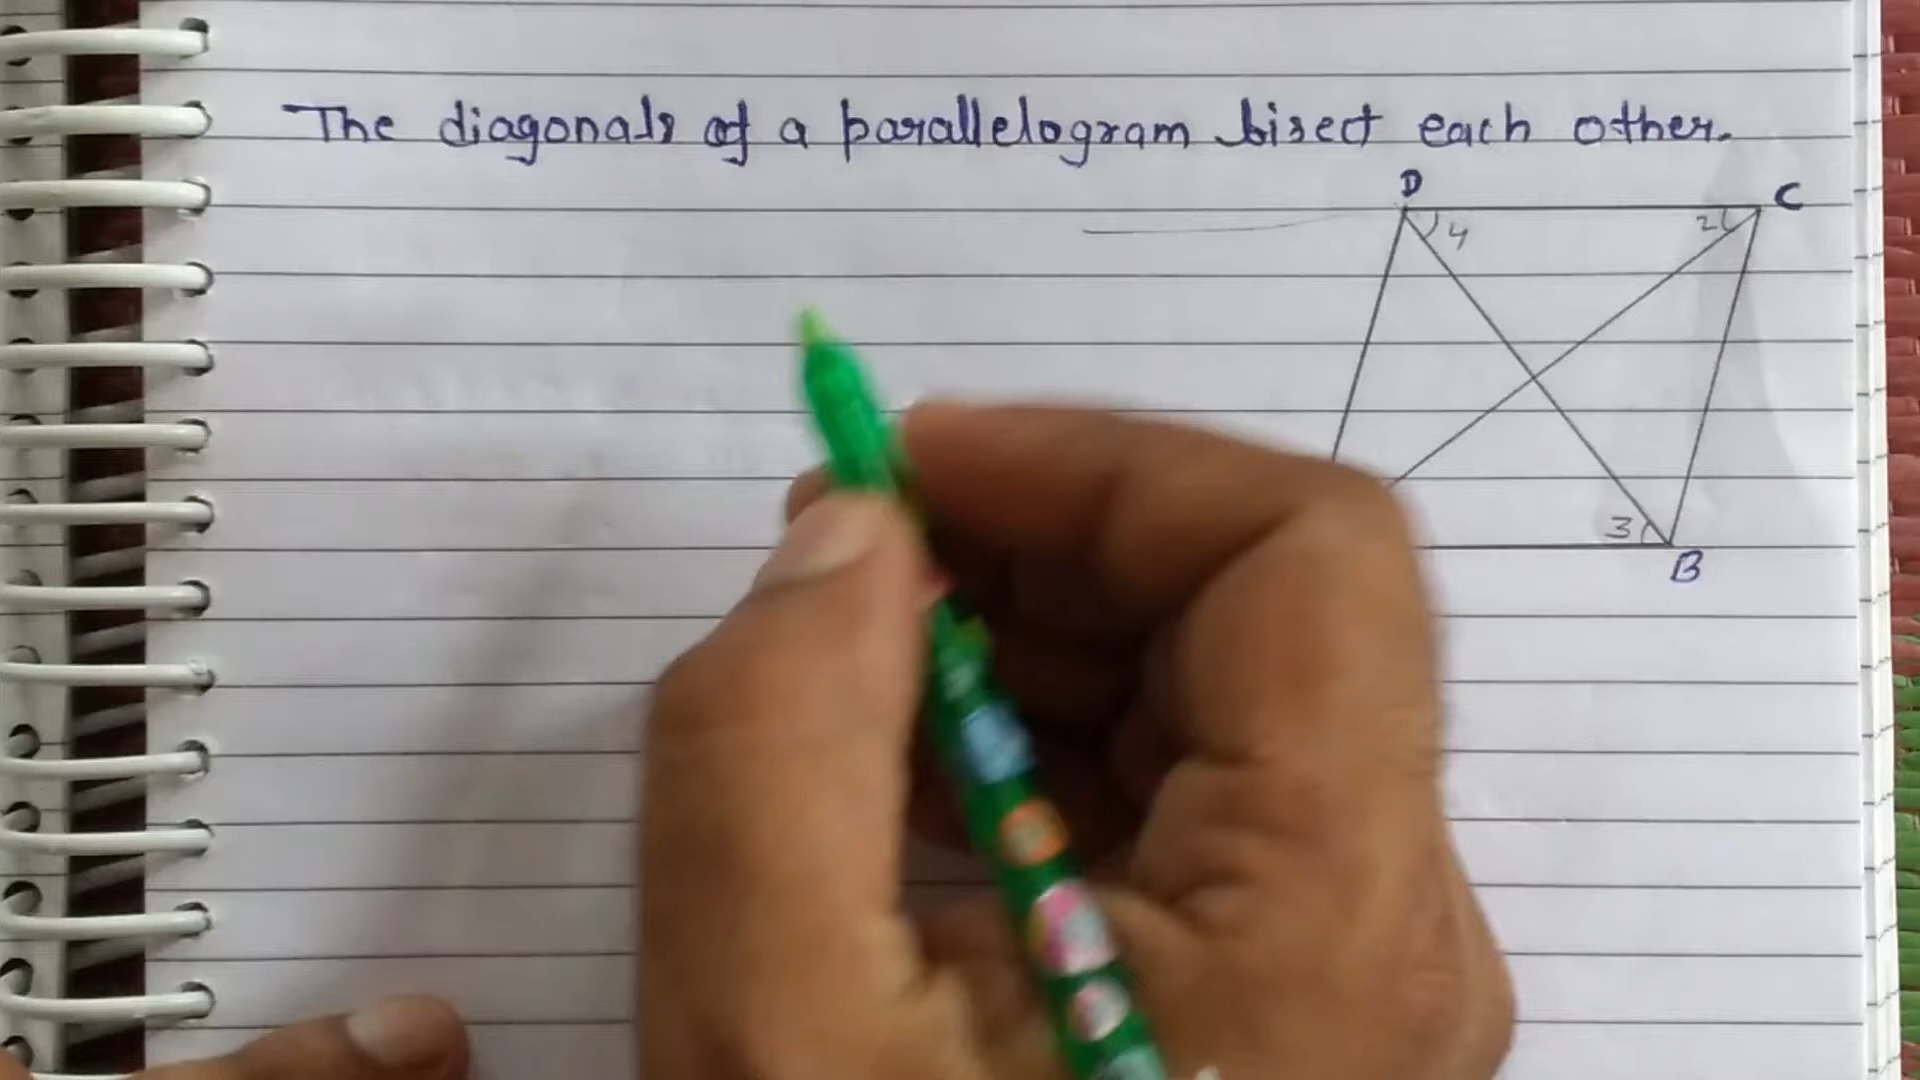 The diagonals of a parallelogram bisect each other.
D C
4 2
3
B